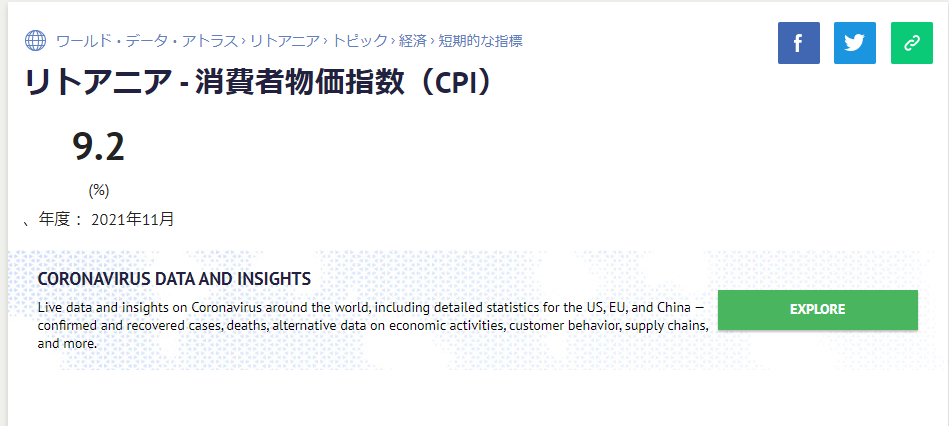 ワールド・データ・アトラス › リトアニア › トピック › 経済 › 短期的な指標
リトアニア - 消費者物価指数（CPI）
9.2
(%)
、年度： 2021年11月
CORONAVIRUS DATA AND INSIGHTS
Live data and insights on Coronavirus around the world, including detailed statistics for the US, EU, and China —
confirmed and recovered cases, deaths, alternative data on economic activities, customer behavior, supply chains,
and more.
EXPLORE